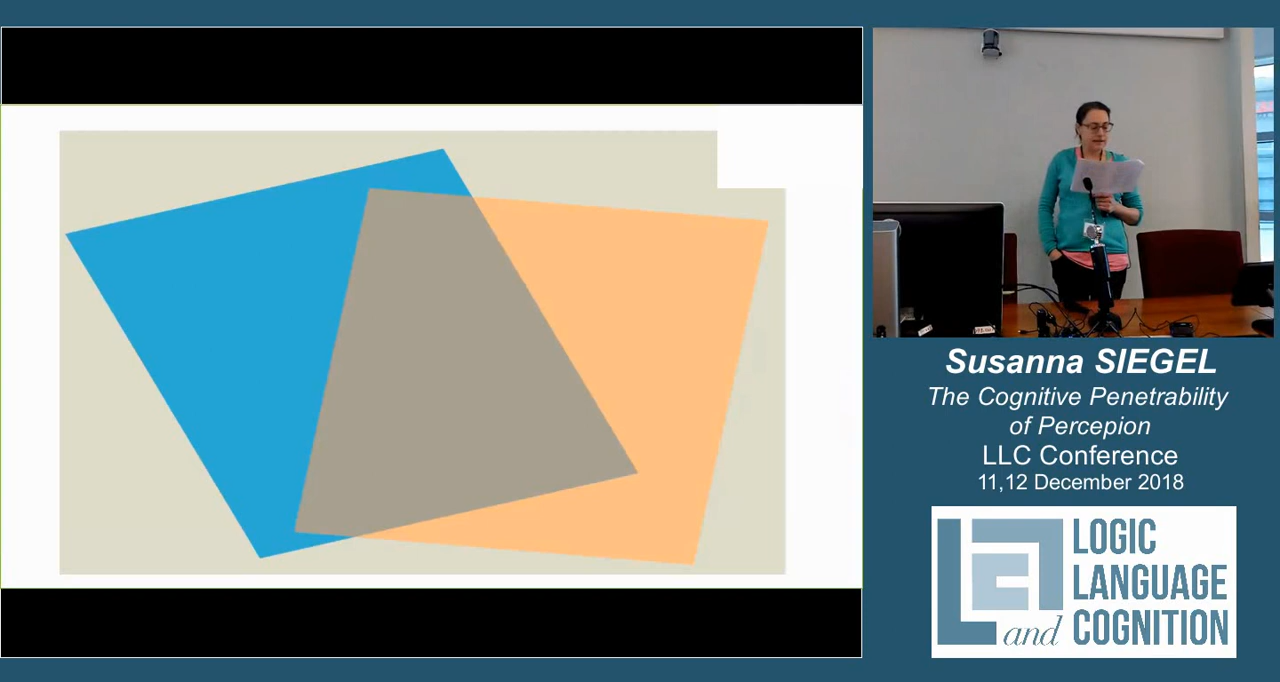 Susanna SIEGEL
The Cognitive Penetrability
of Percepion
LLC Conference
11,12 December 2018
LOGIC
LANGUAGE
and COGNITION